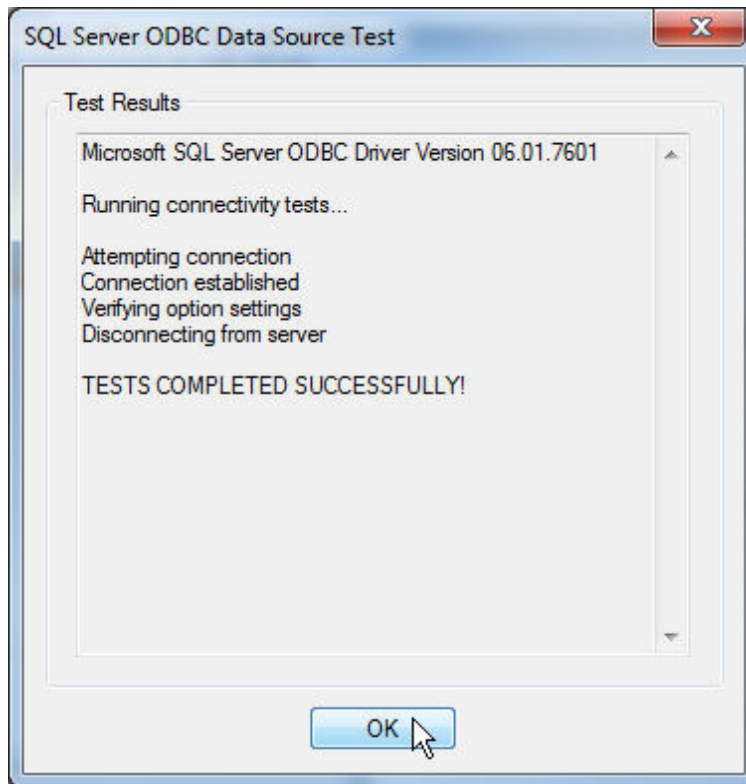 SQL Server ODBC Data Source Test
Test Results
Microsoft SQL Server ODBC Driver Version 06.01.7601
Running connectivity tests...
Attempting connection
Connection established
Verifying option settings
Disconnecting from server
TESTS COMPLETED SUCCESSFULLY!
OK